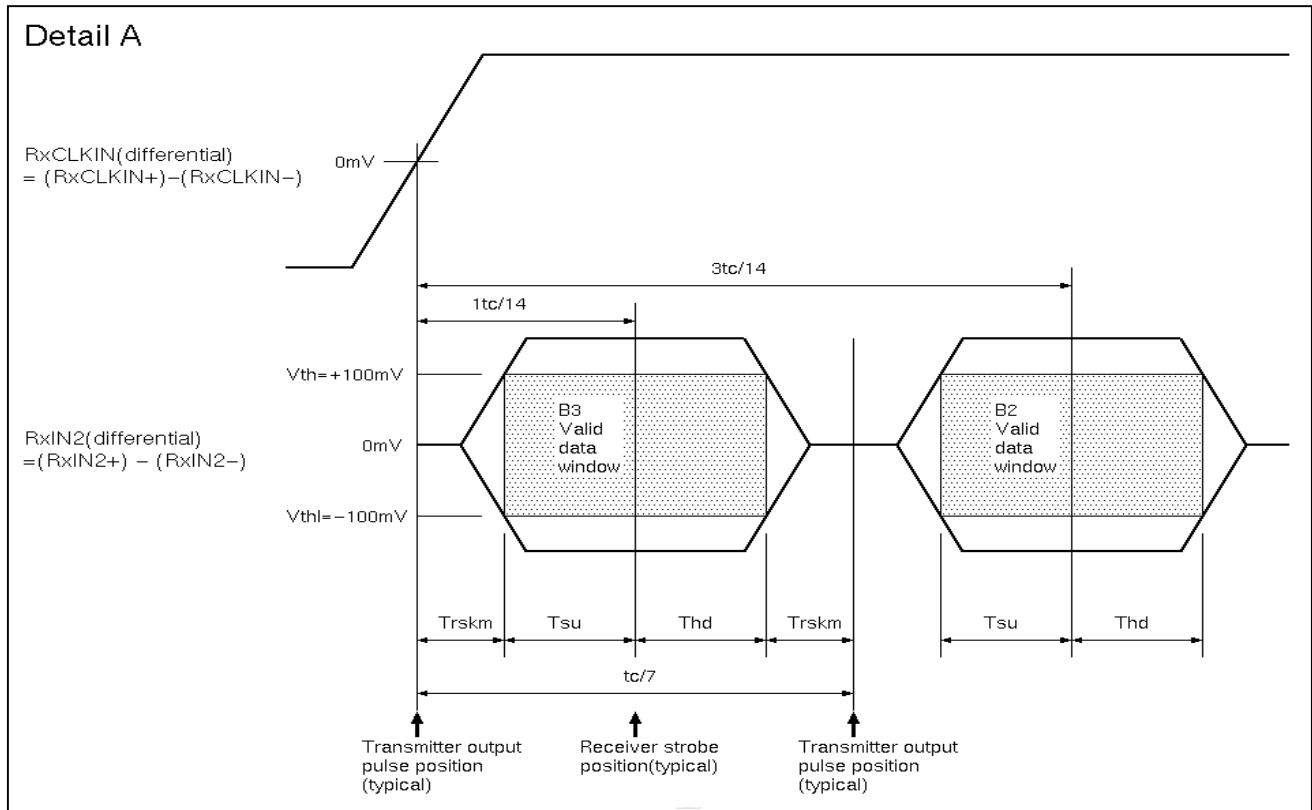 Detail A
RxCLKIN(differential)
= (RxCLKIN+)-(RxCLKIN-)
0mV
3tc/14
1tc/14
Vth=+100mV
B3
Valid
data
window
B2
Valid
data
window
RxIN2(differential)
=(RxIN2+) - (RxIN2-)
0mV
Vthl=-100mV
Trskm
Tsu
Thd
Trskm
Tsu
Thd
tc/7
Transmitter output
pulse position
(typical)
Receiver strobe
position(typical)
Transmitter output
pulse position
(typical)